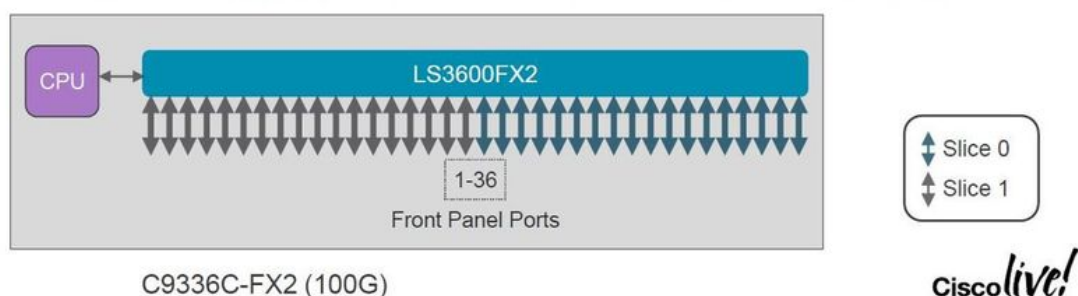 CPU
LS3600FX2
1-36
Front Panel Ports
Slice 0
Slice 1
C9336C-FX2 (100G)
Cisco live!